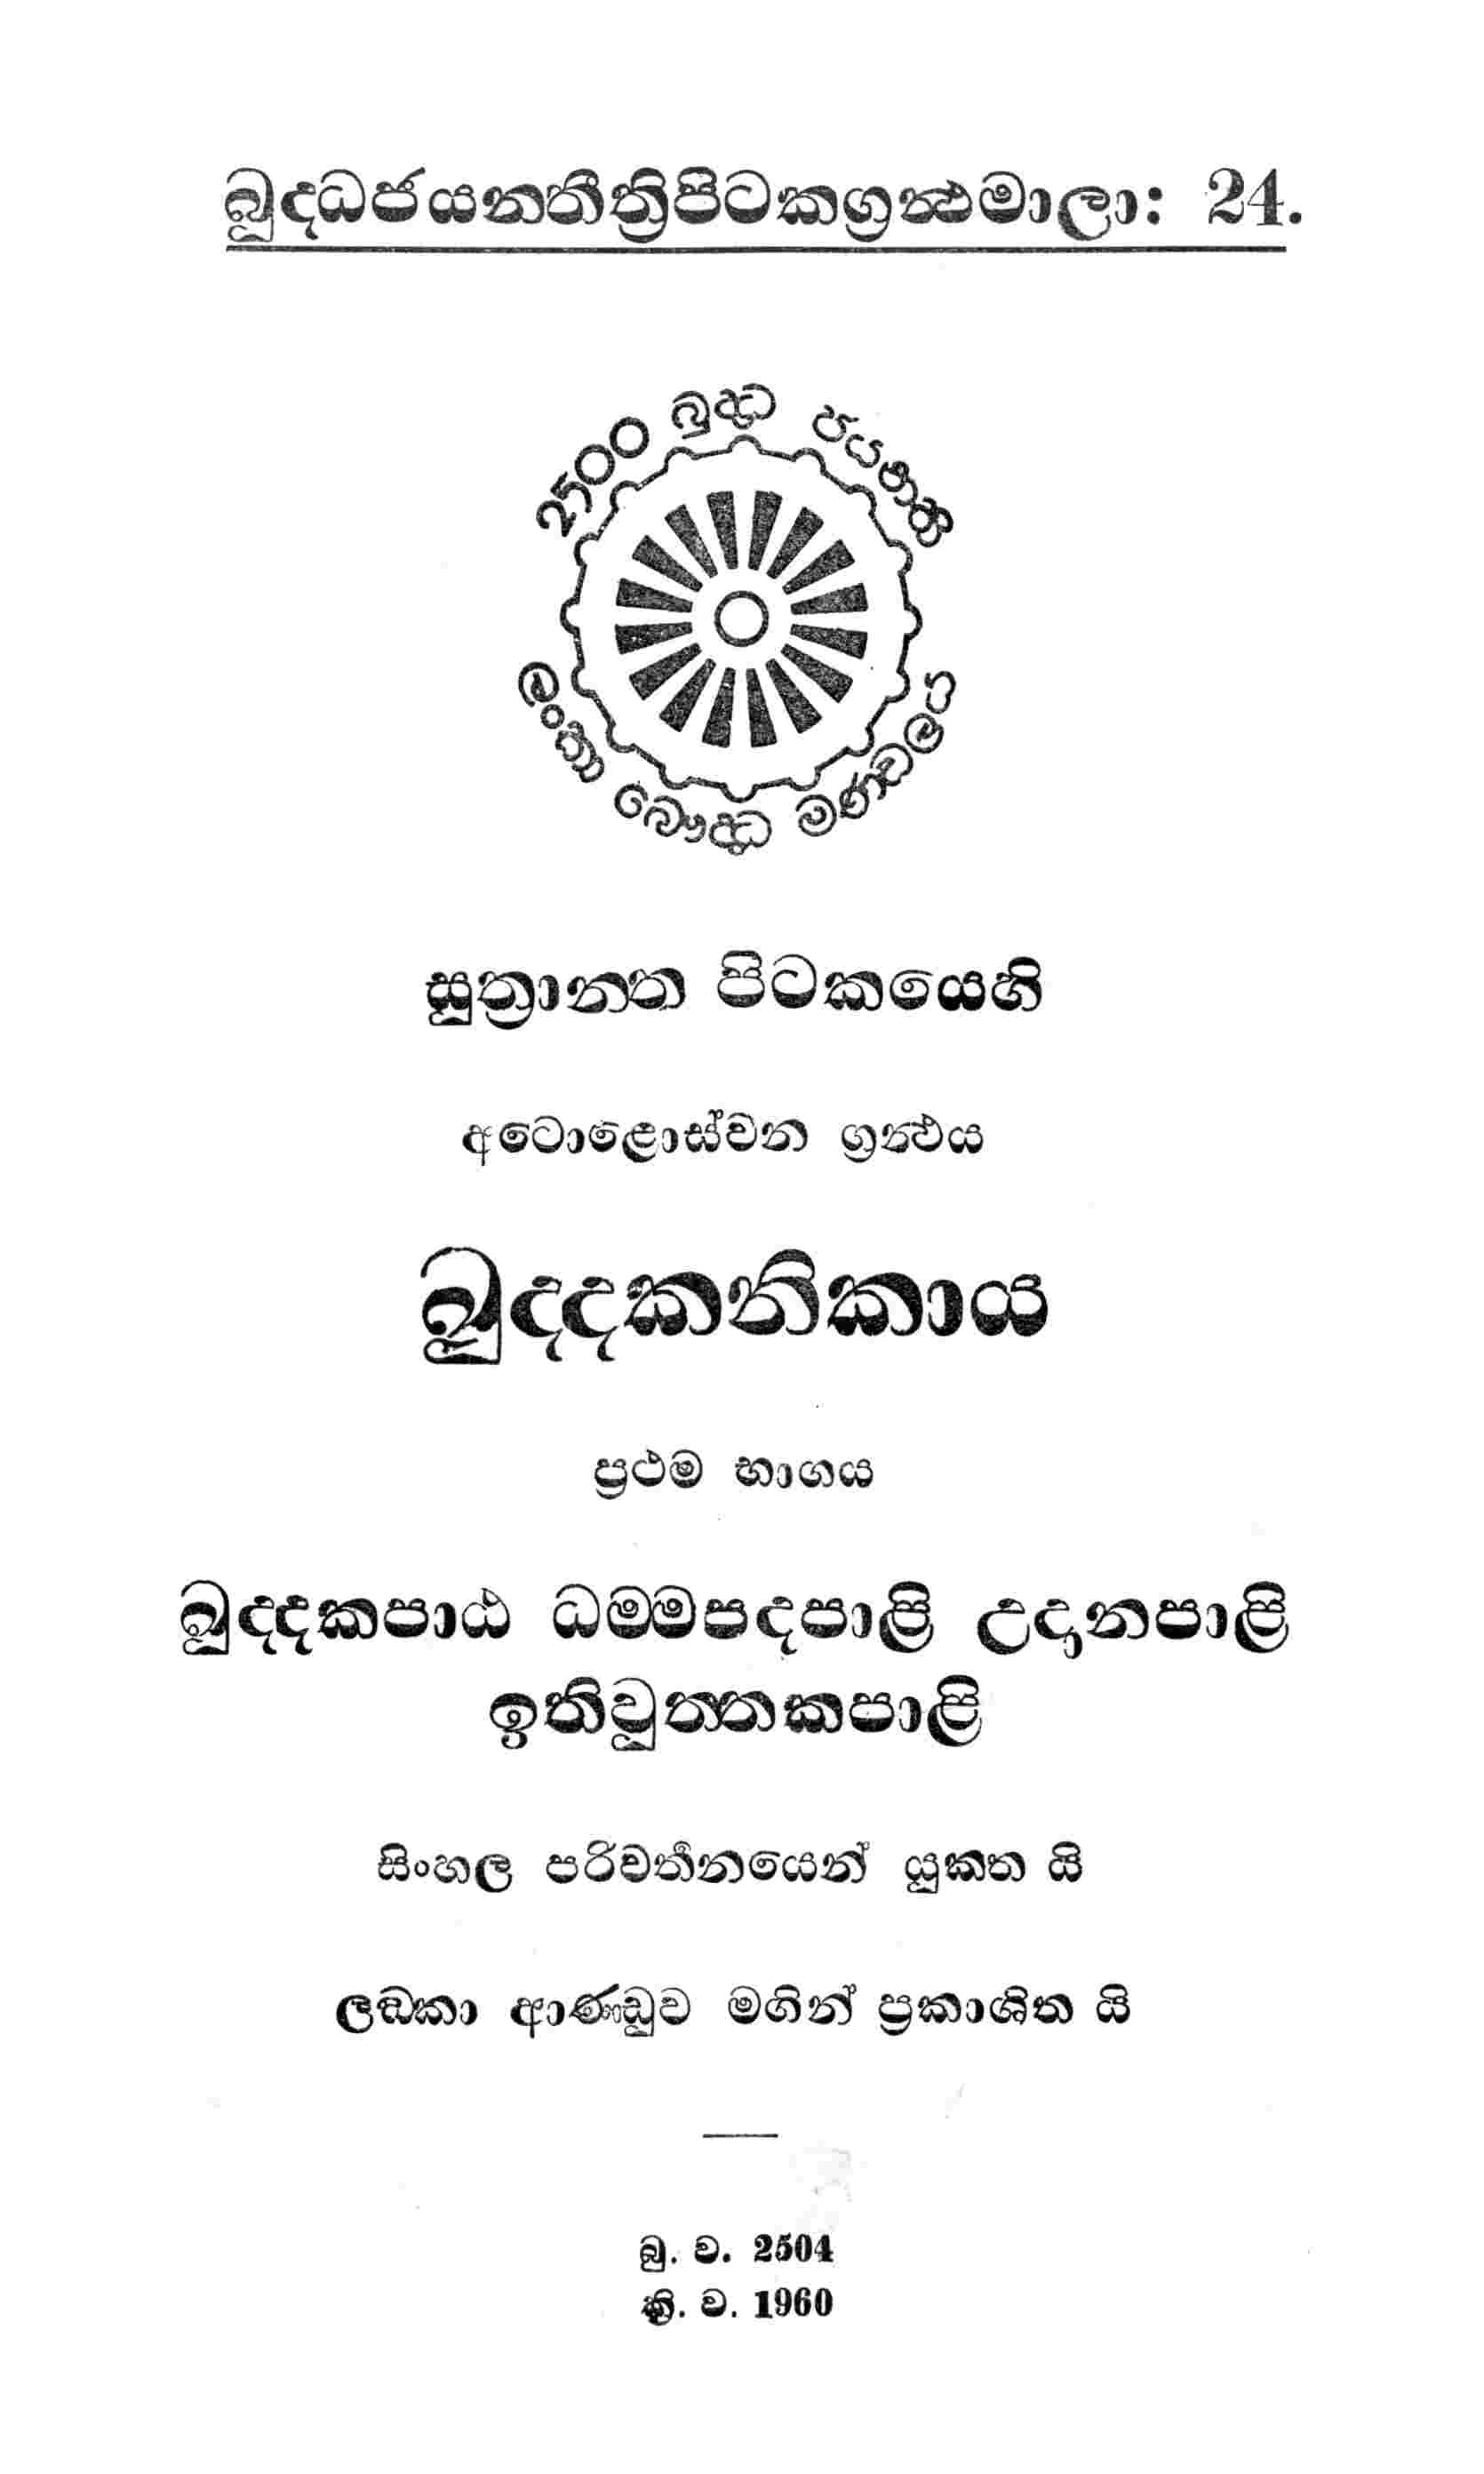 බුද්ධජයන්තීත්‍රිපිටකග්‍රන්ථමාලා: 24.
2500 බුද්ධ ජයන්ති
ලංකා බෞද්ධ මණ්ඩලය
සුත්‍රාන්ත පිටකයෙහි
අටොළොස්වන ග්‍රන්ථය
ඛුද්දකනිකාය
ප්‍රථම භාගය
ඛුද්දකපාඨ ධම්මපදපාළි උදානපාළි
ඉතිවුත්තකපාළි
සිංහල පරිවර්තනයෙන් යුක්ත යි
ලඞ්කා ආණ්ඩුව මගින් ප්‍රකාශිත යි
බු. ව. 2504
ක්‍රි. ව. 1960